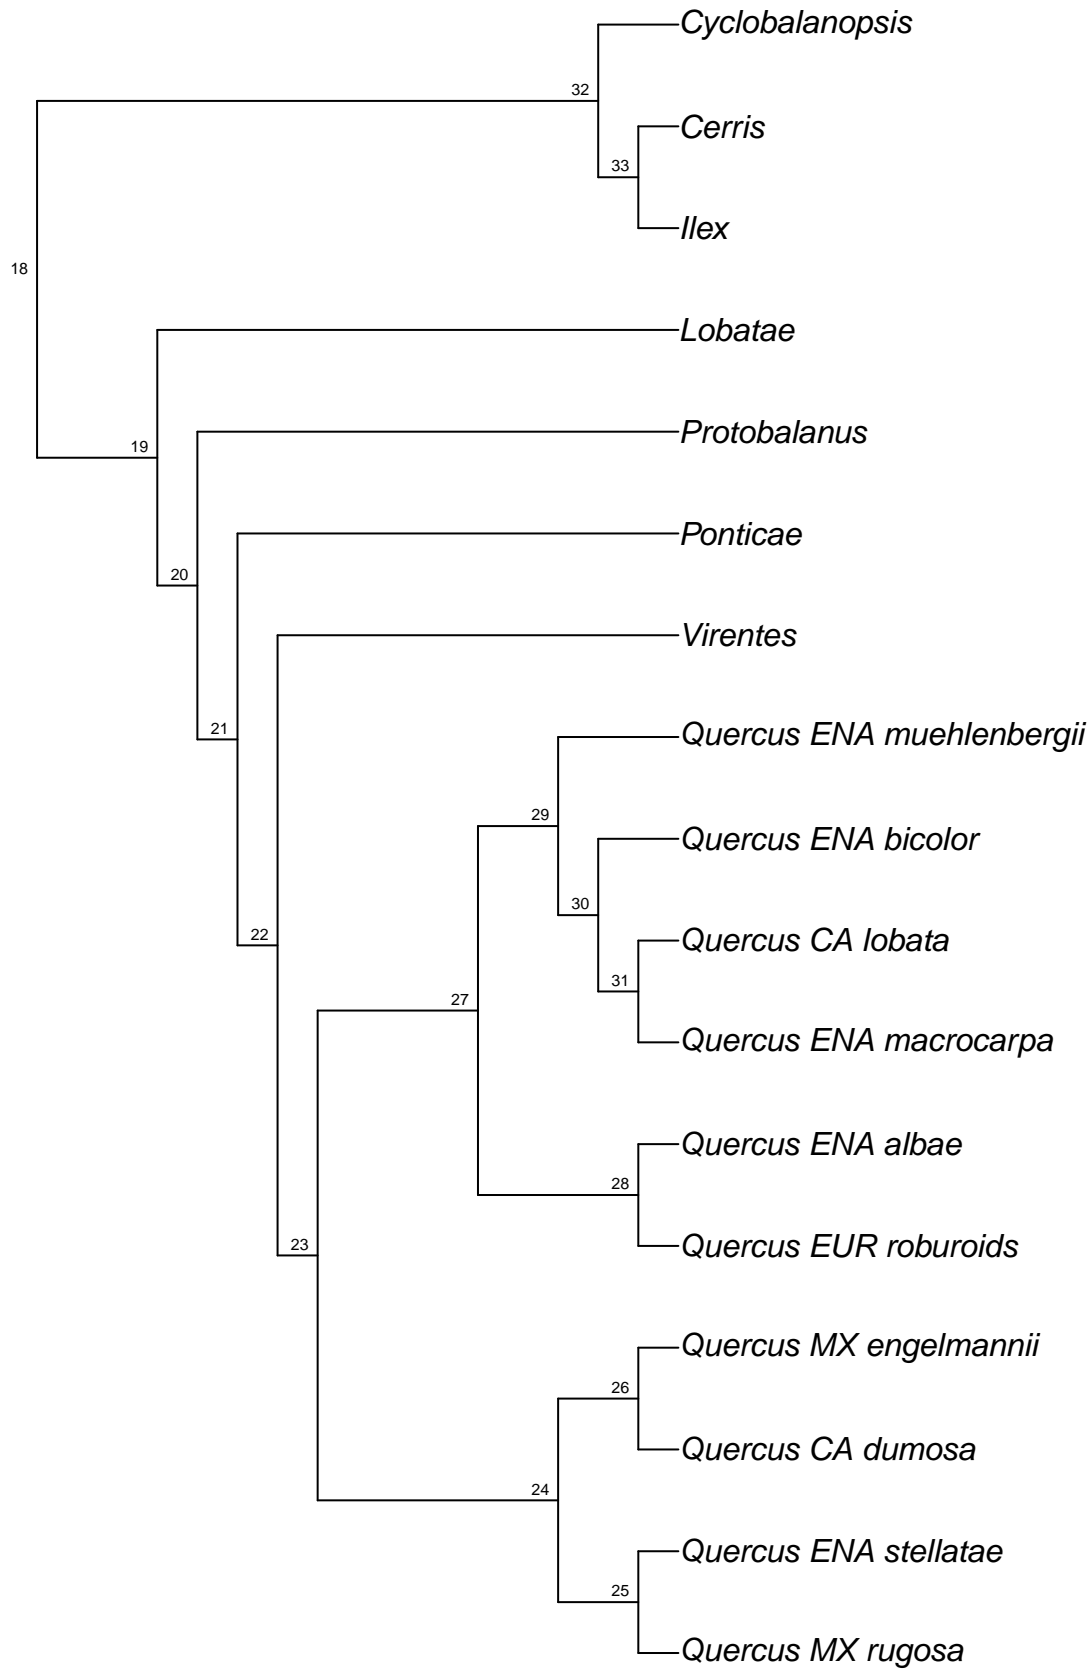 Cyclobalanopsis
32
Cerris
33
Ilex
18
Lobatae
Protobalanus
19
Ponticae
20
Virentes
21
Quercus ENA muehlenbergii
29
Quercus ENA bicolor
30
22
Quercus CA lobata
31
27
Quercus ENA macrocarpa
Quercus ENA albae
28
23
Quercus EUR roburoids
Quercus MX engelmannii
26
Quercus CA dumosa
24
Quercus ENA stellatae
25
Quercus MX rugosa